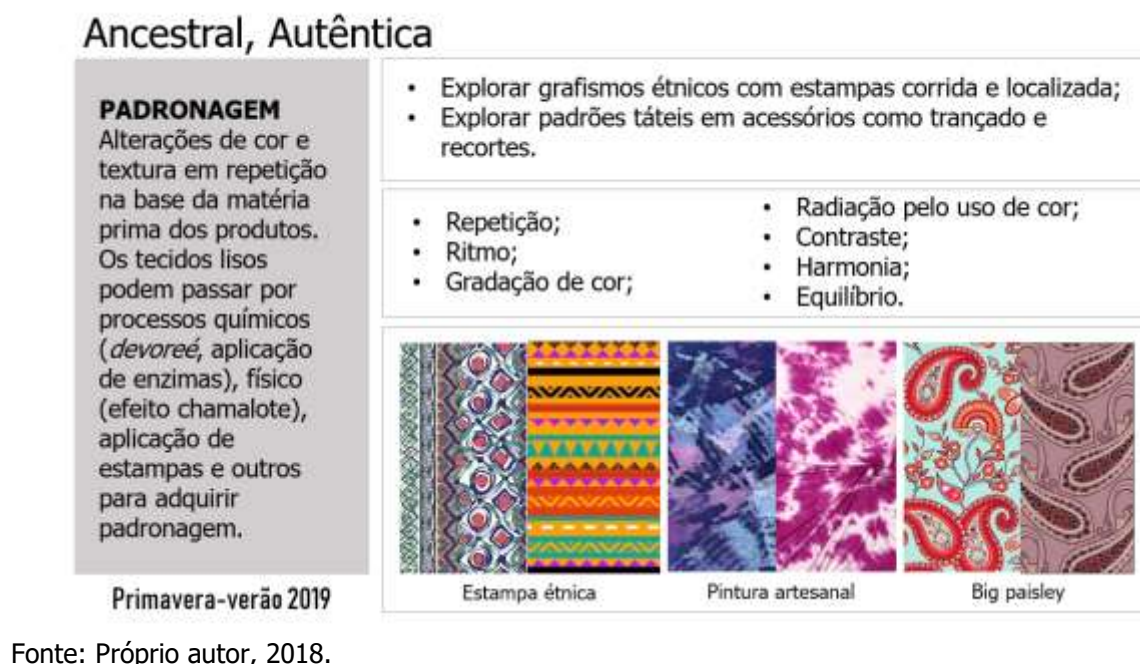 Ancestral, Autêntica
PADRONAGEM
Alterações de cor e
textura em repetição
na base da matéria
prima dos produtos.
Os tecidos lisos
podem passar por
processos químicos
(devoreé, aplicação
de enzimas), físico
(efeito chamalote),
aplicação de
estampas e outros
para adquirir
padronagem.
Primavera-verão 2019
• Explorar grafismos étnicos com estampas corrida e localizada;
• Explorar padrões táteis em acessórios como trançado e
recortes.
• Repetição;
• Ritmo;
• Gradação de cor;
• Radiação pelo uso de cor;
• Contraste;
• Harmonia;
• Equilíbrio.
Estampa étnica
Pintura artesanal
Big paisley
Fonte: Próprio autor, 2018.